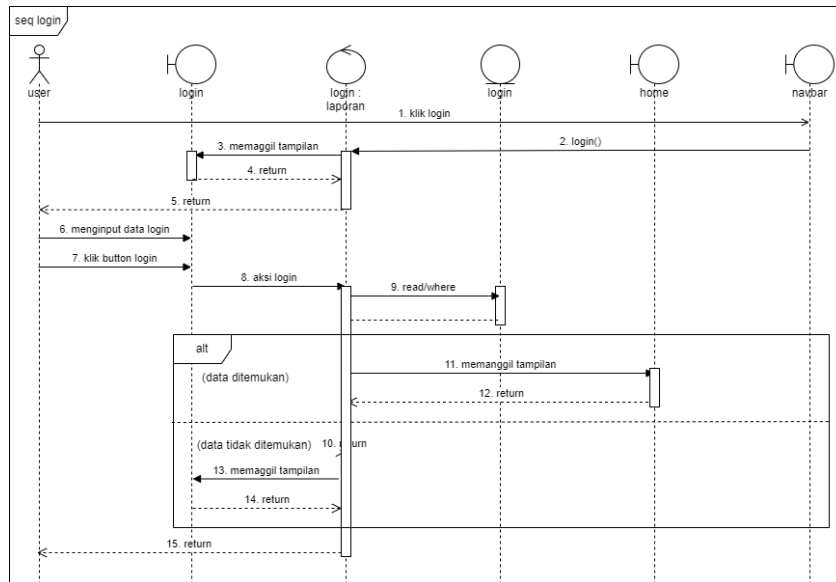 seq login
user
login
login :
laporan
login
home
navbar
1. klik login
2. login()
3. memaggil tampilan
4. return
5. return
6. menginput data login
7. klik button login
8. aksi login
9. read/where
alt
(data ditemukan)
11. memanggil tampilan
12. return
(data tidak ditemukan)
10. return
13. memaggil tampilan
14. return
15. return